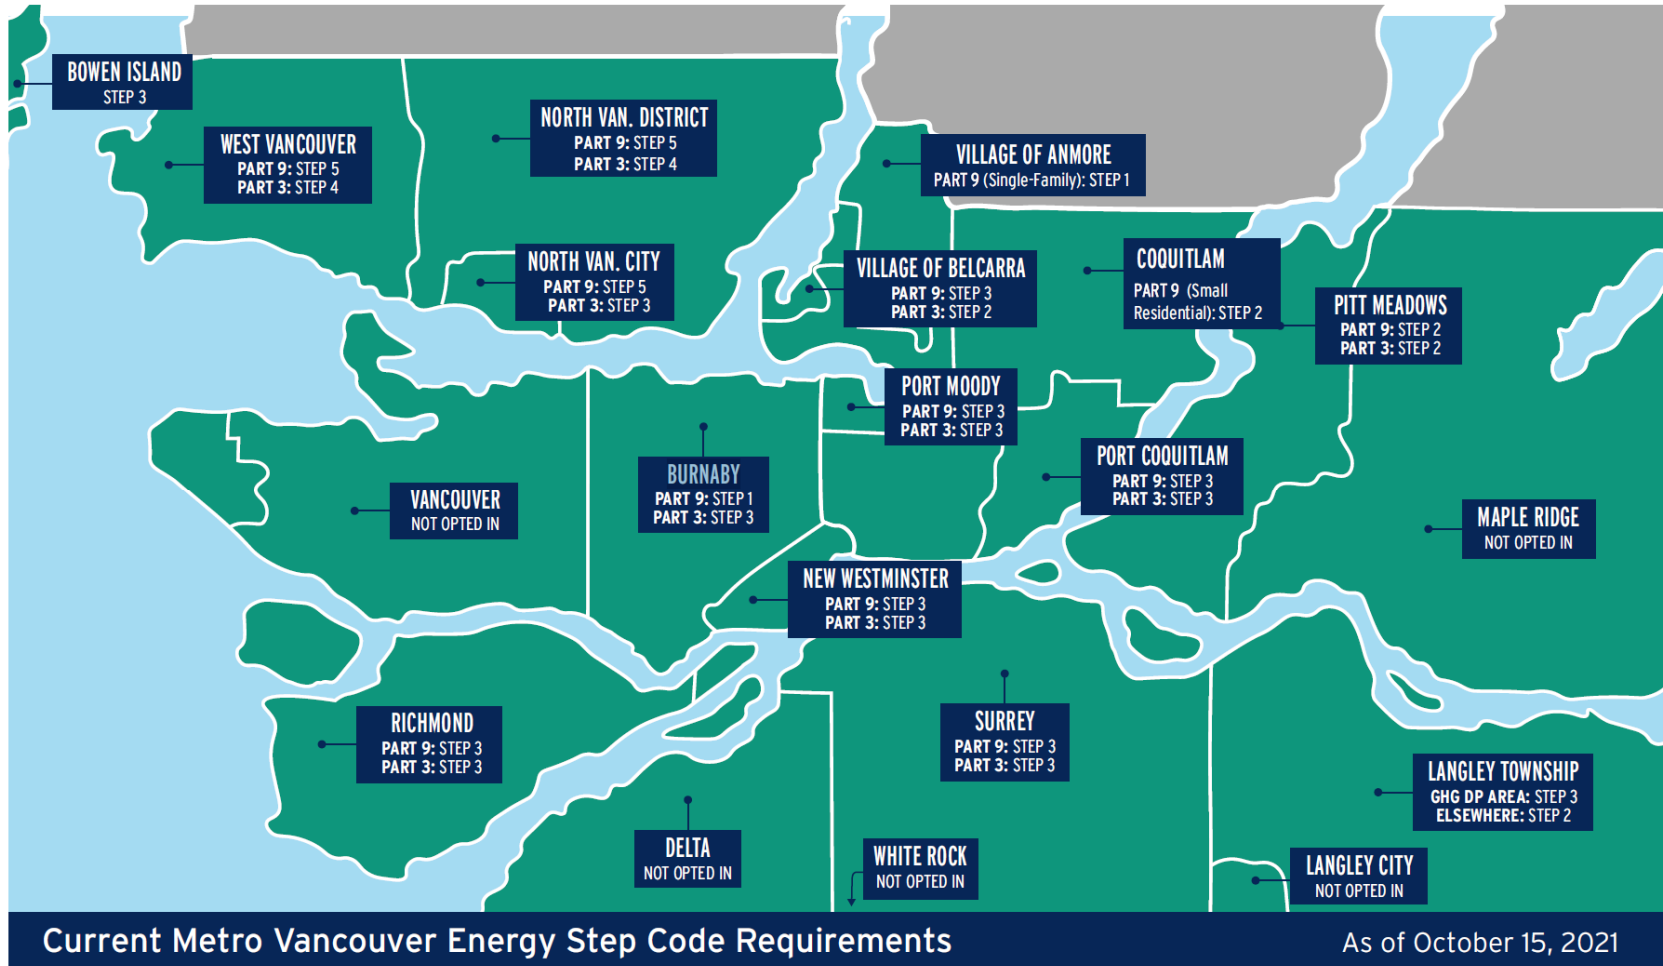 BOWEN ISLAND
STEP 3
WEST VANCOUVER
PART 9: STEP 5
PART 3: STEP 4
NORTH VAN. DISTRICT
PART 9: STEP 5
PART 3: STEP 4
VILLAGE OF ANMORE
PART 9 (Single-Family): STEP 1
NORTH VAN. CITY
PART 9: STEP 5
PART 3: STEP 3
VILLAGE OF BELCARRA
PART 9: STEP 3
PART 3: STEP 2
COQUITLAM
PART 9 (Small
Residential): STEP 2
PITT MEADOWS
PART 9: STEP 2
PART 3: STEP 2
PORT MOODY
PART 9: STEP 3
PART 3: STEP 3
BURNABY
PART 9: STEP 1
PART 3: STEP 3
PORT COQUITLAM
PART 9: STEP 3
PART 3: STEP 3
VANCOUVER
NOT OPTED IN
MAPLE RIDGE
NOT OPTED IN
NEW WESTMINSTER
PART 9: STEP 3
PART 3: STEP 3
RICHMOND
PART 9: STEP 3
PART 3: STEP 3
SURREY
PART 9: STEP 3
PART 3: STEP 3
LANGLEY TOWNSHIP
GHG DP AREA: STEP 3
ELSEWHERE: STEP 2
DELTA
NOT OPTED IN
WHITE ROCK
NOT OPTED IN
LANGLEY CITY
NOT OPTED IN
Current Metro Vancouver Energy Step Code Requirements
As of October 15, 2021